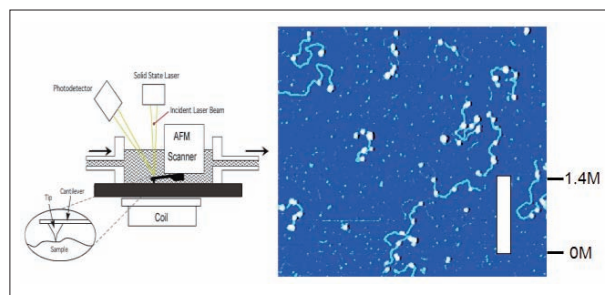 Solid State Laser
Photodetector
Incident Laser Beam
AFM
Scanner
Cantilever
Tip
Coil
Sample
1.4M
0M